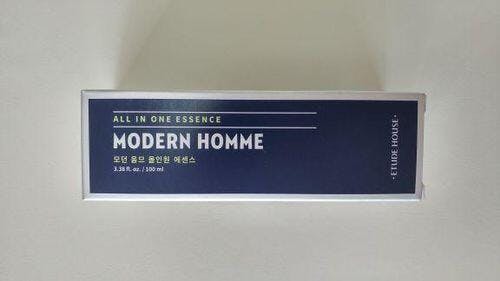 ALL IN ONE ESSENCE
MODERN HOMME
모던 옴므 올인원 에센스
3.38 fl. oz. / 100 ml
· ETUDE HOUSE ·